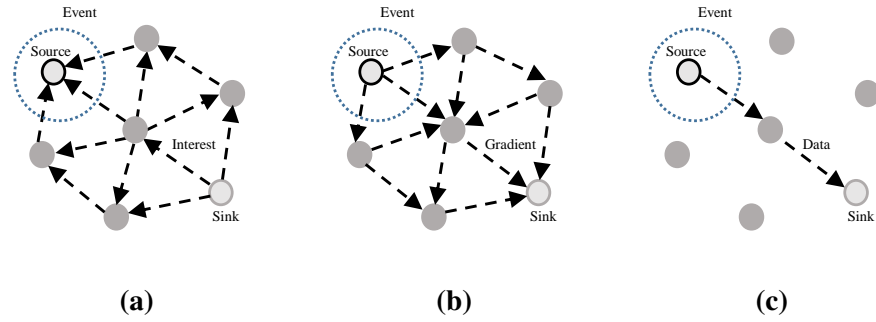 Event
Source
Interest
Sink
(a)
Event
Source
Gradient
Sink
(b)
Event
Source
Data
Sink
(c)